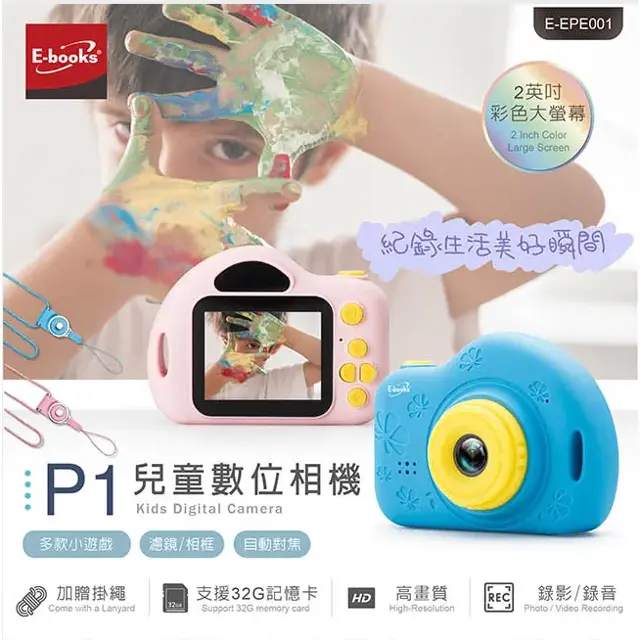 E-books®
E-EPE001
2英吋
彩色大螢幕
2 Inch Color
Large Screen
紀錄生活美好瞬間
E-books
P1 兒童數位相機
Kids Digital Camera
多款小遊戲
濾鏡/相框
自動對焦
加贈掛繩
Come with a Lanyard
32GB
支援32G記憶卡
Support 32G memory card
HD
高畫質
High-Resolution
REC
錄影/錄音
Photo / Video Recording